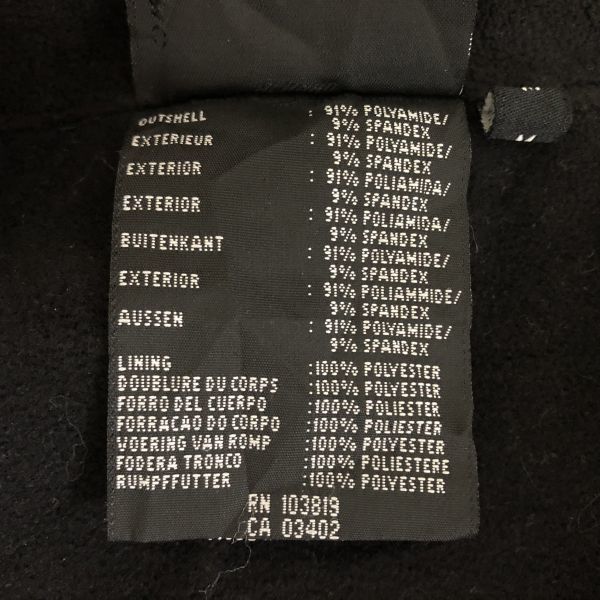 OUTSHELL : 91% POLYAMIDE/
9% SPANDEX
EXTERIEUR : 91% POLYAMIDE/
9% SPANDEX
EXTERIOR : 91% POLIAMIDA/
9% SPANDEX
EXTERIOR : 91% POLIAMIDA/
9% SPANDEX
BUITENKANT : 91% POLYAMIDE/
9% SPANDEX
EXTERIOR : 91% POLIAMMIDE/
9% SPANDEX
AUSSEN : 91% POLYAMIDE/
9% SPANDEX
LINING :100% POLYESTER
DOUBLURE DU CORPS :100% POLYESTER
FORRO DEL CUERPO :100% POLIESTER
FORRACAO DO CORPO :100% POLIESTER
VOERING VAN ROMP :100% POLYESTER
FODERA TRONCO :100% POLIESTERE
RUMPFFUTTER :100% POLYESTER
RN 103819
CA 03402